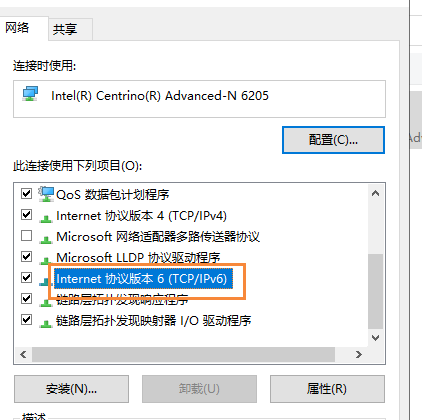 网络 共享
连接时使用:
Intel(R) Centrino(R) Advanced-N 6205
配置(C)...
此连接使用下列项目(O):
QoS 数据包计划程序
Internet 协议版本 4 (TCP/IPv4)
Microsoft 网络适配器多路传送器协议
Microsoft LLDP 协议驱动程序
Internet 协议版本 6 (TCP/IPv6)
链路层拓扑发现响应程序
链路层拓扑发现映射器 I/O 驱动程序
安装(N)... 卸载(U) 属性(R)
描述